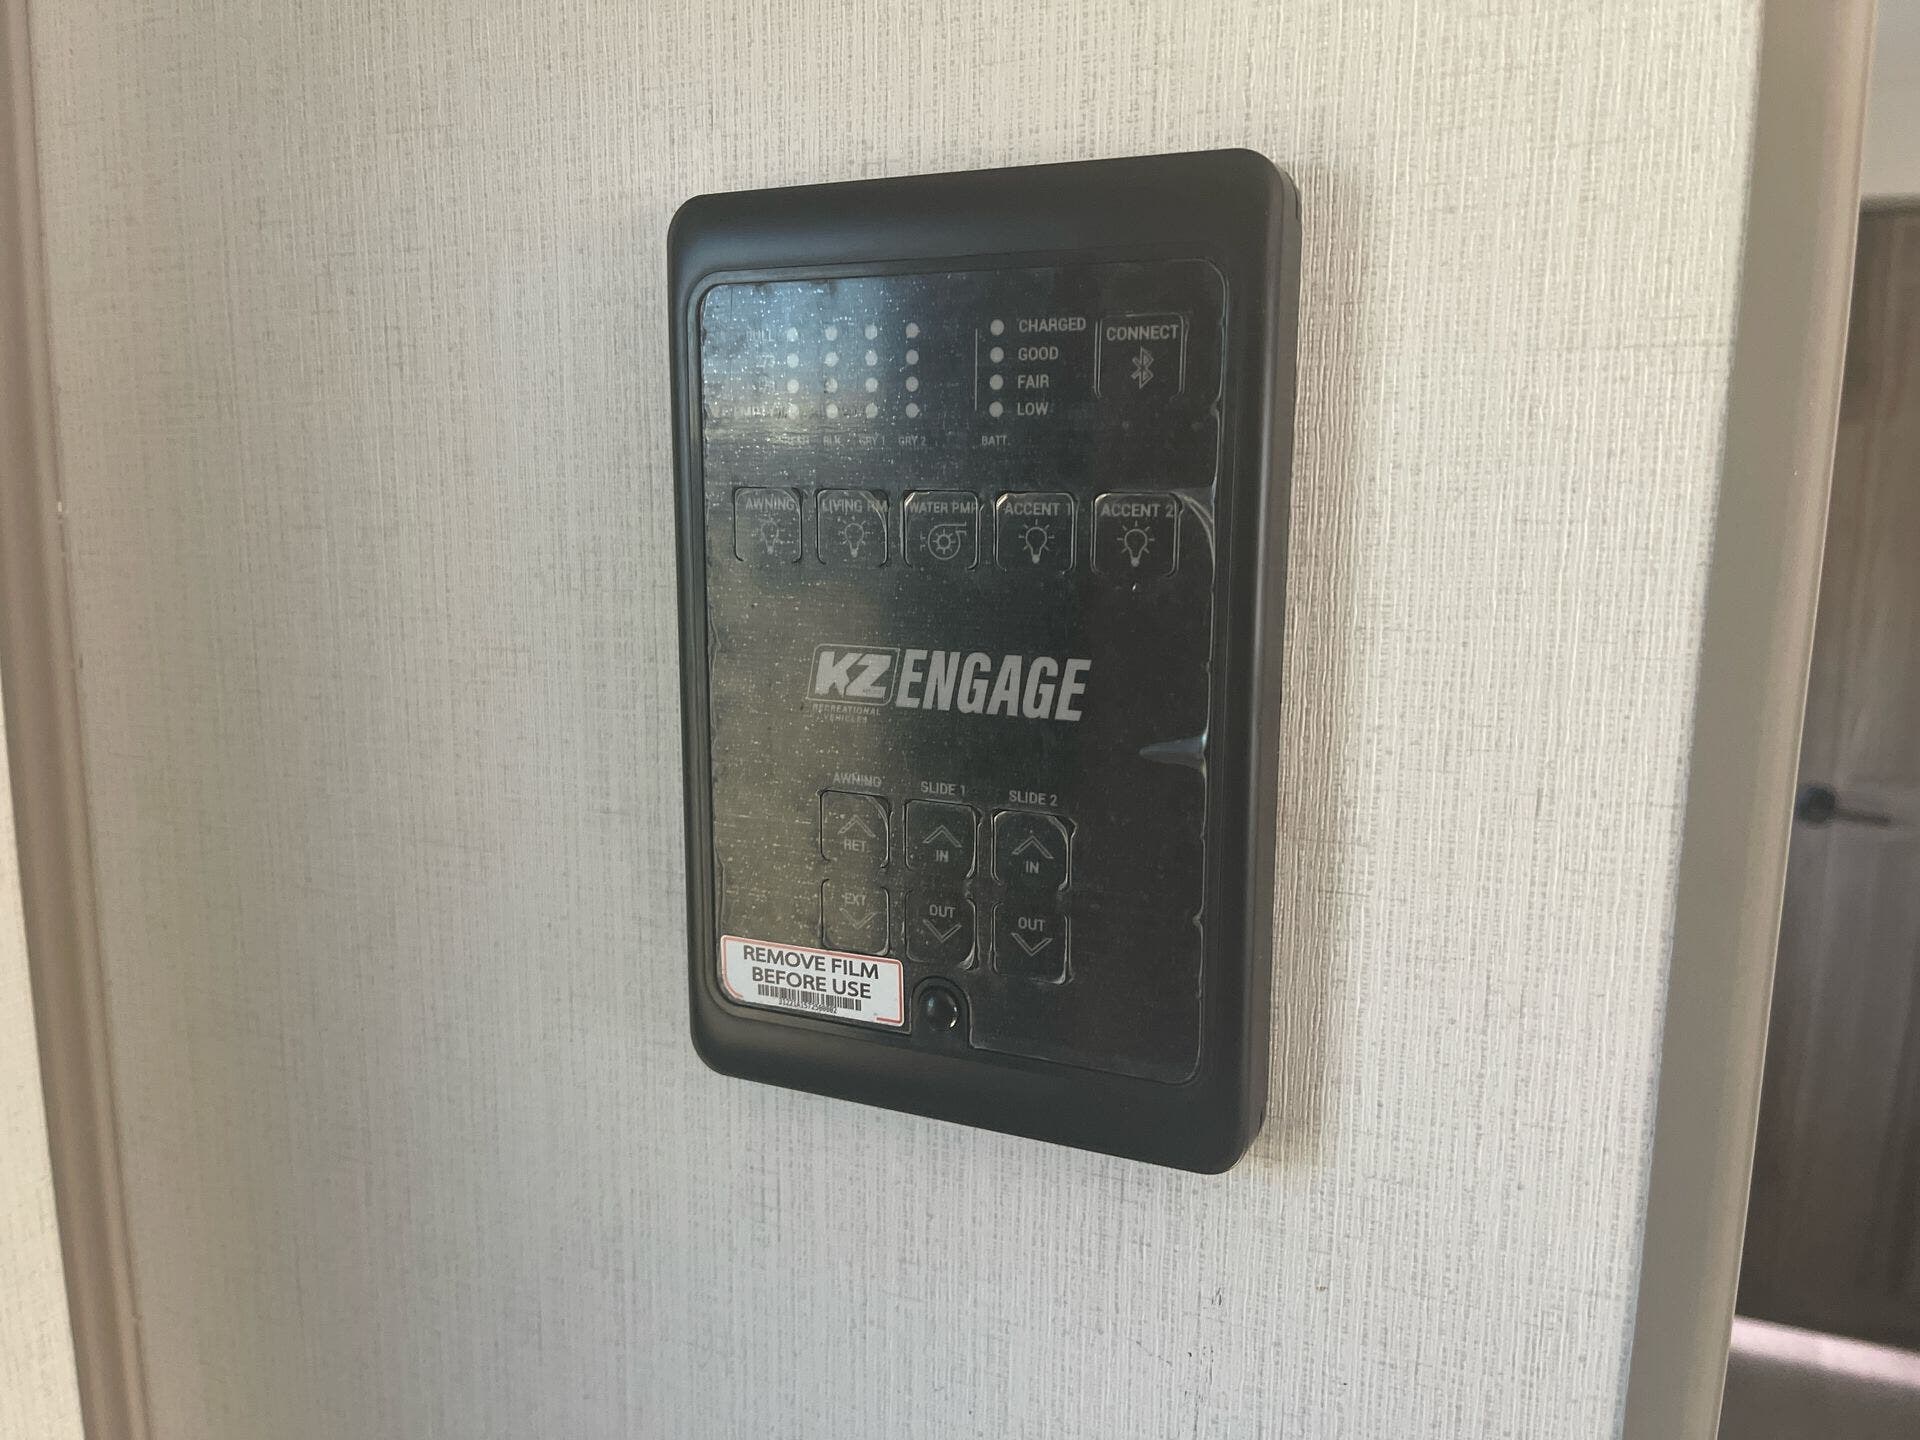 FULL
CHARGED
GOOD
FAIR
LOW
CONNECT
BLK
GRY 1
GRY 2
BATT.
AWNING
LIVING RM
WATER PMP
ACCENT 1
ACCENT 2
KZ ENGAGE
RECREATIONAL
VEHICLES
AWNING
SLIDE 1
SLIDE 2
RET
IN
IN
EXT
OUT
OUT
REMOVE FILM
BEFORE USE